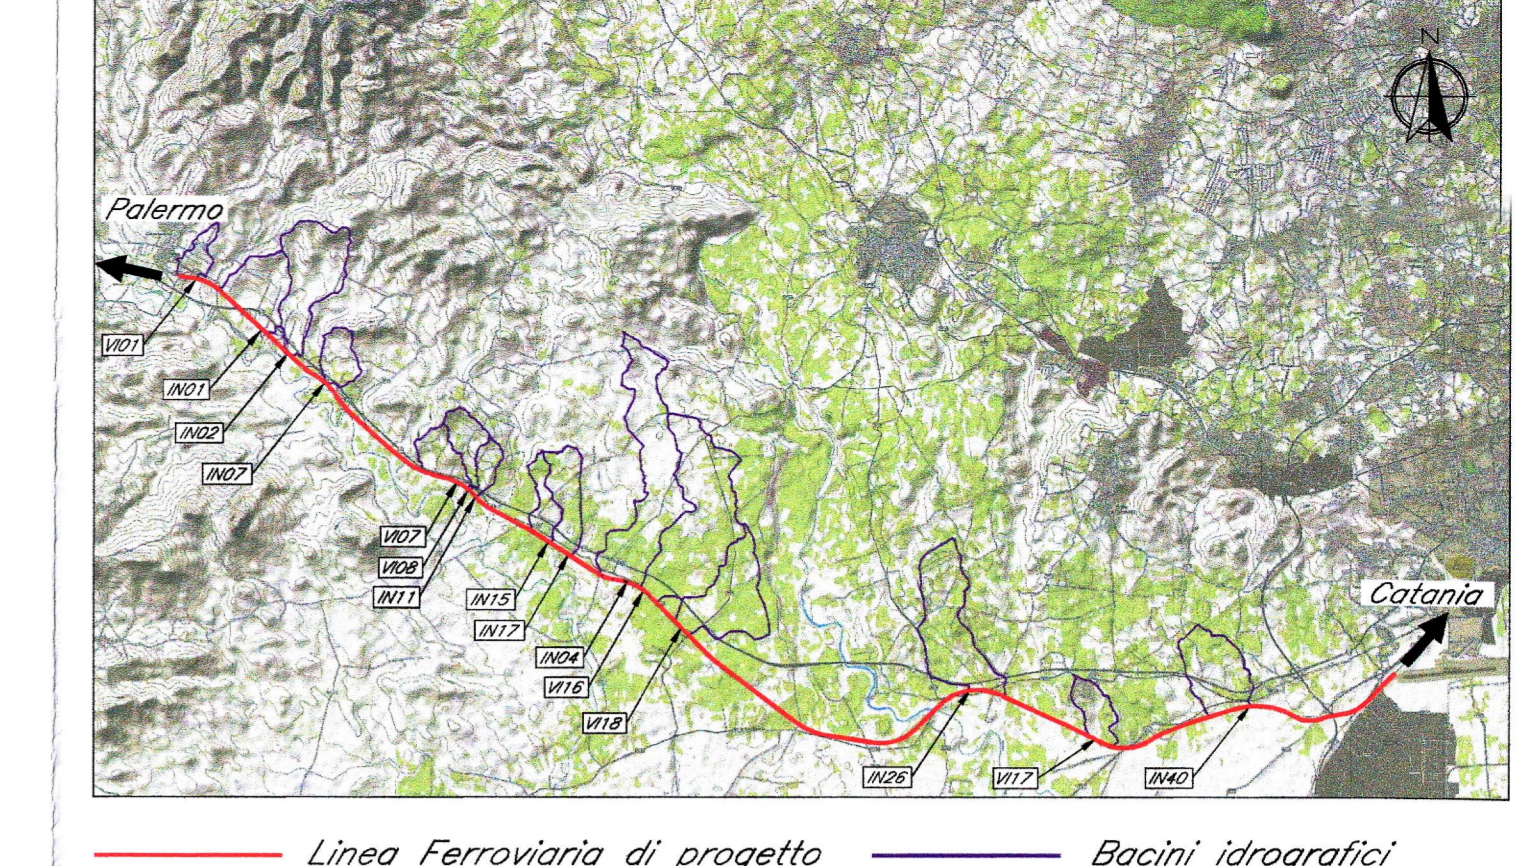 N
Palermo
VI01
IN01
IN02
IN07
VI07
VI08
IN11
IN15
IN17
IN04
VI16
VI18
IN26
VI17
IN40
Catania
Linea Ferroviaria di progetto
Bacini idrografici